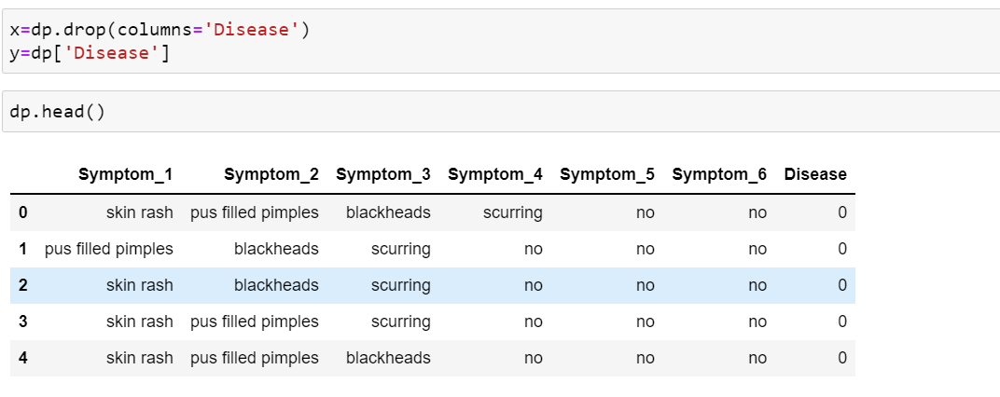 x=dp.drop(columns='Disease')
y=dp['Disease']
dp.head()
Symptom_1 Symptom_2 Symptom_3 Symptom_4 Symptom_5 Symptom_6 Disease
0 skin rash pus filled pimples blackheads scurring no no 0
1 pus filled pimples blackheads scurring no no no 0
2 skin rash blackheads scurring no no no 0
3 skin rash pus filled pimples scurring no no no 0
4 skin rash pus filled pimples blackheads no no no 0